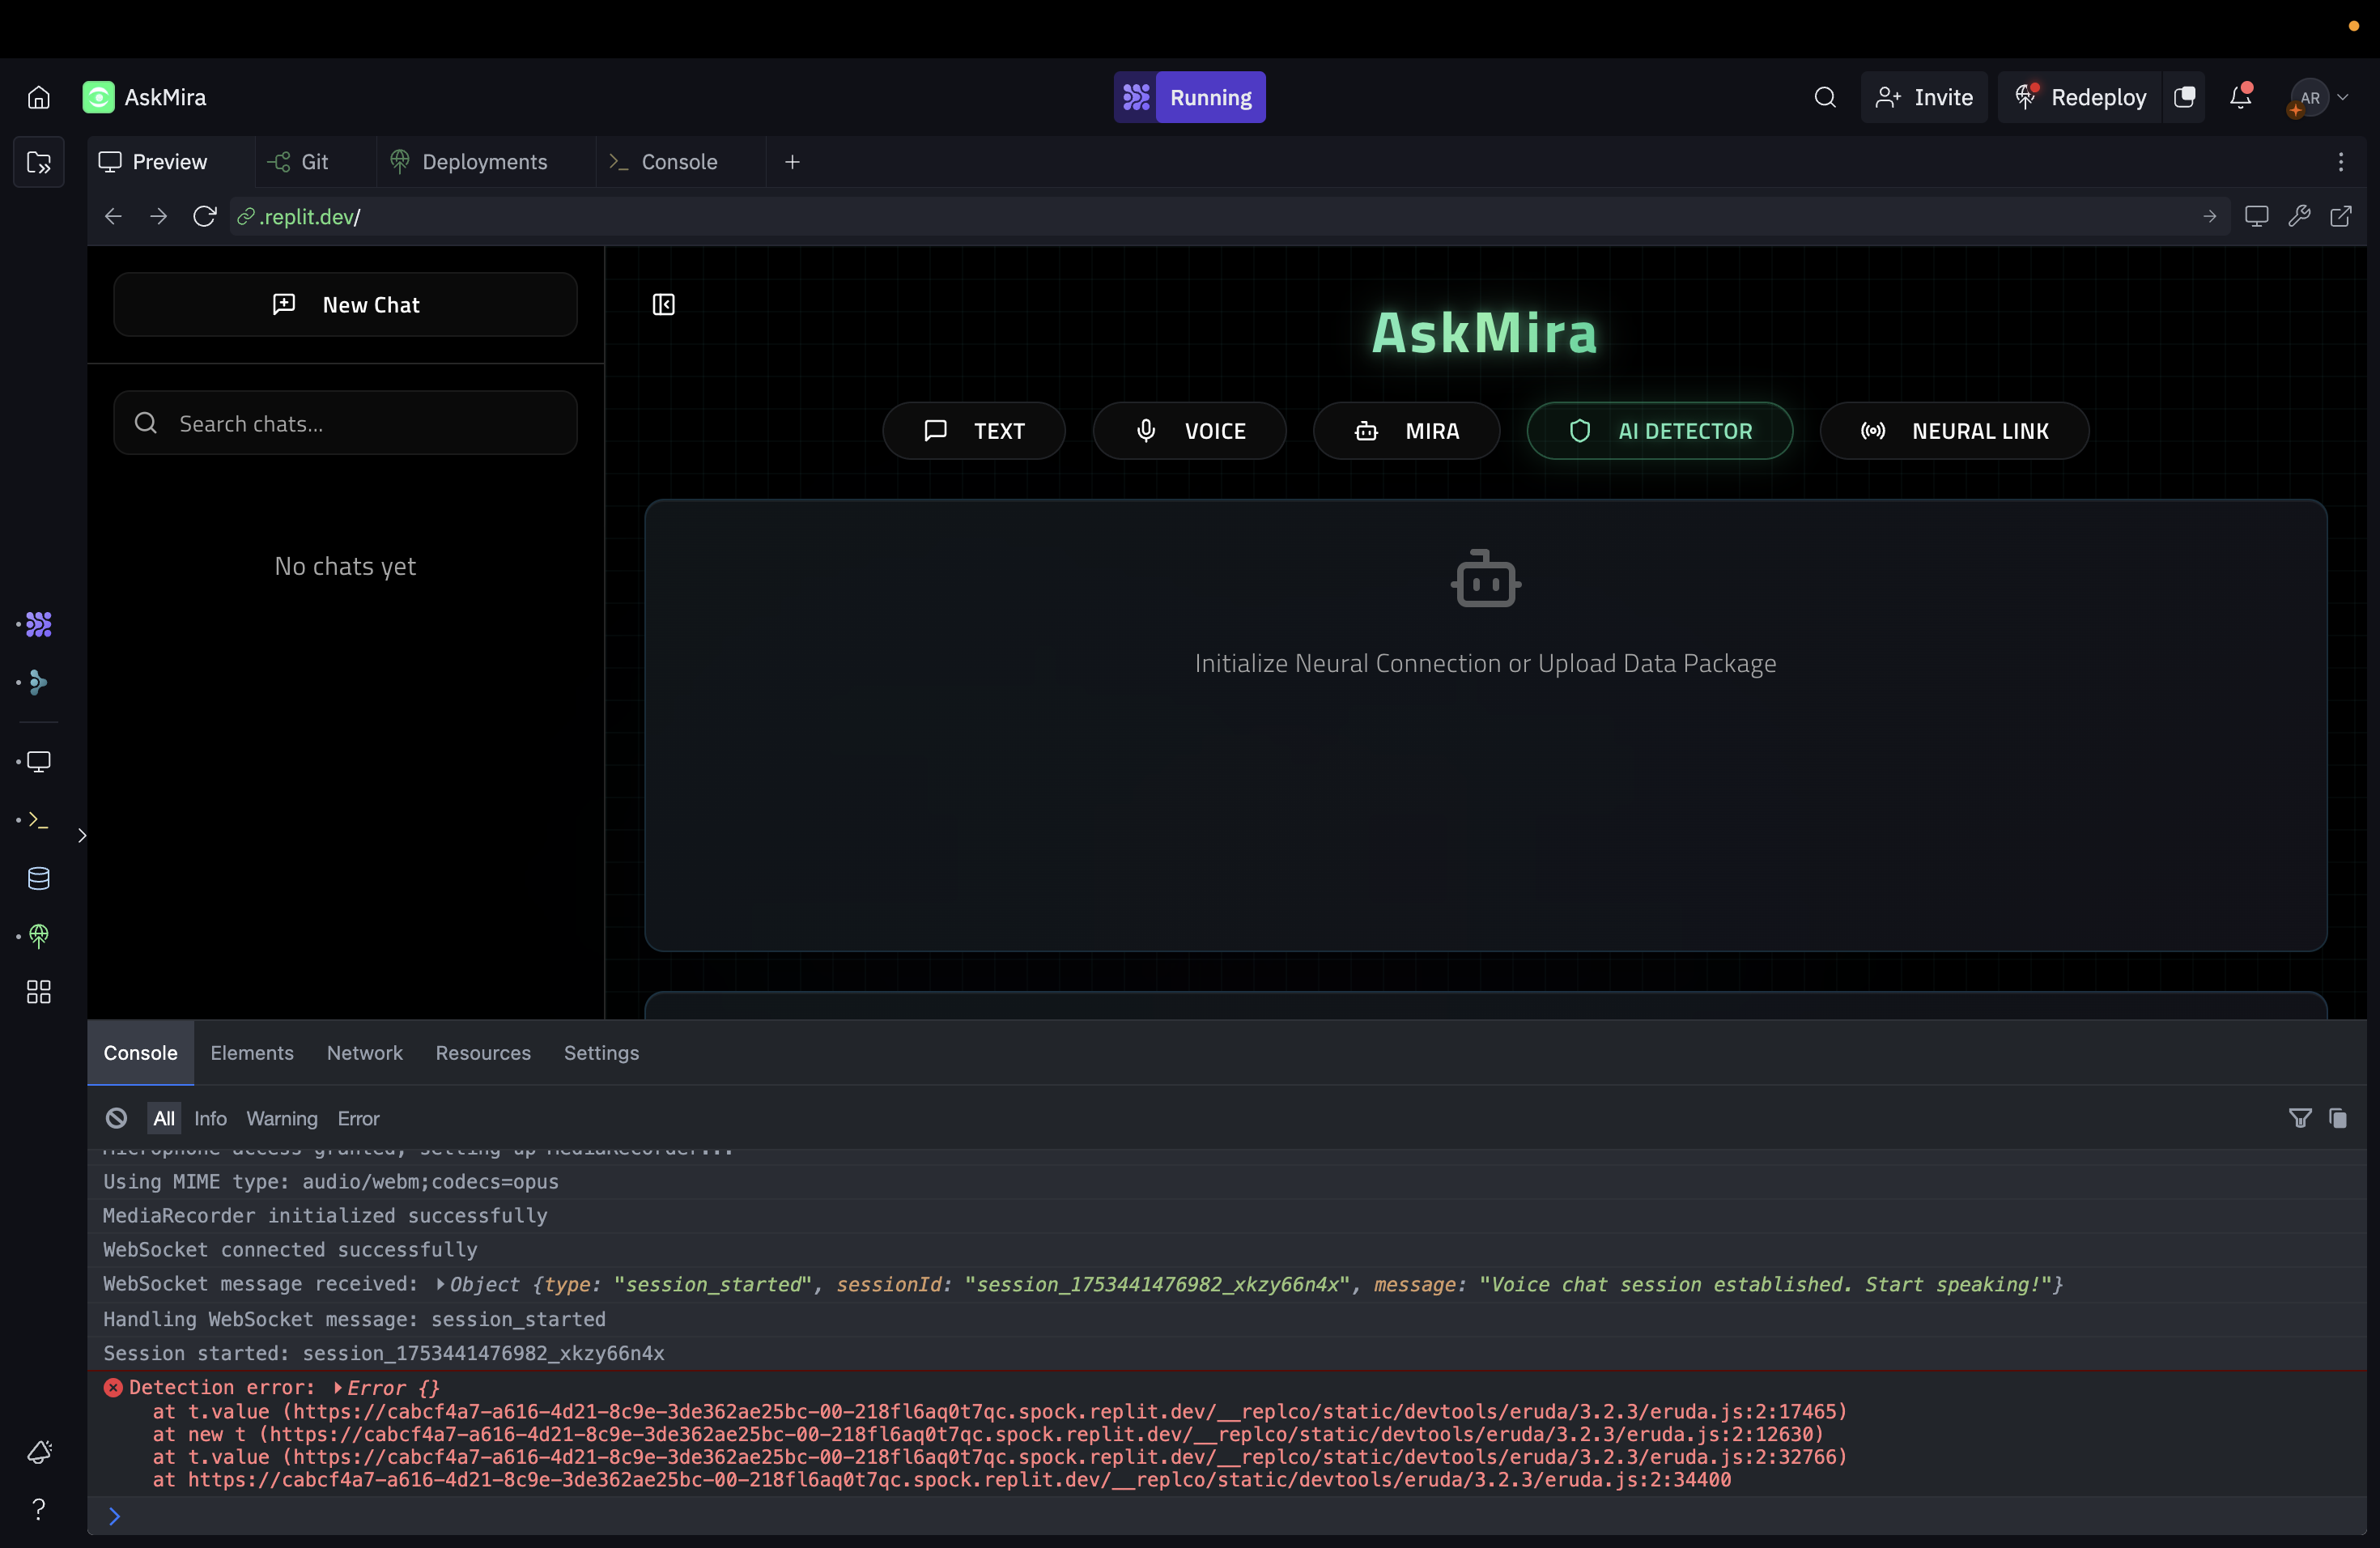 AskMira
Running
Invite
Redeploy
AR
Preview
Git
Deployments
Console
.replit.dev/
New Chat
Search chats...
No chats yet
AskMira
TEXT
VOICE
MIRA
AI DETECTOR
NEURAL LINK
Initialize Neural Connection or Upload Data Package
Console
Elements
Network
Resources
Settings
All
Info
Warning
Error
Microphone access granted, setting up MediaRecorder...
Using MIME type: audio/webm;codecs=opus
MediaRecorder initialized successfully
WebSocket connected successfully
WebSocket message received: Object {type: "session_started", sessionId: "session_1753441476982_xkzy66n4x", message: "Voice chat session established. Start speaking!"}
Handling WebSocket message: session_started
Session started: session_1753441476982_xkzy66n4x
Detection error: Error {}
at t.value (https://cabcf4a7-a616-4d21-8c9e-3de362ae25bc-00-218fl6aq0t7qc.spock.replit.dev/__replco/static/devtools/eruda/3.2.3/eruda.js:2:17465)
at new t (https://cabcf4a7-a616-4d21-8c9e-3de362ae25bc-00-218fl6aq0t7qc.spock.replit.dev/__replco/static/devtools/eruda/3.2.3/eruda.js:2:12630)
at t.value (https://cabcf4a7-a616-4d21-8c9e-3de362ae25bc-00-218fl6aq0t7qc.spock.replit.dev/__replco/static/devtools/eruda/3.2.3/eruda.js:2:32766)
at https://cabcf4a7-a616-4d21-8c9e-3de362ae25bc-00-218fl6aq0t7qc.spock.replit.dev/__replco/static/devtools/eruda/3.2.3/eruda.js:2:34400